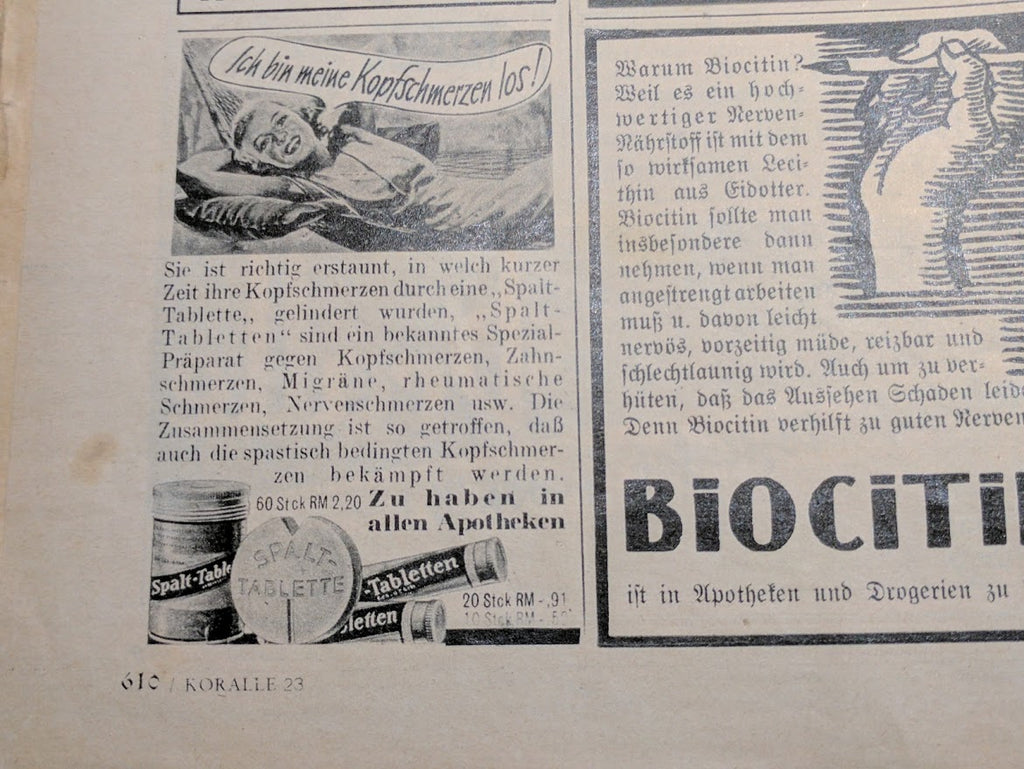 Ich bin meine Kopfschmerzen los!
Sie ist richtig erstaunt, in welch kurzer
Zeit ihre Kopfschmerzen durch eine „Spalt-
Tablette„ gelindert wurden, „Spalt-
Tabletten“ sind ein bekanntes Spezial-
Präparat gegen Kopfschmerzen, Zahn-
schmerzen, Migräne, rheumatische
Schmerzen, Nervenschmerzen usw. Die
Zusammensetzung ist so getroffen, daß
auch die spastisch bedingten Kopfschmer-
zen bekämpft werden.
60 Stck RM 2,20 Zu haben in
allen Apotheken
Spalt-Tabl
SPALT-
TABLETTE
-Tabletten
letten
20 Stck RM -,91
10 Stck RM
610 / KORALLE 23
Warum Biocitin?
Weil es ein hoch-
wertiger Nerven-
Nährstoff ist mit dem
so wirksamen Leci-
thin aus Eidotter.
Biocitin sollte man
insbesondere dann
nehmen, wenn man
angestrengt arbeiten
muß u. davon leicht
nervös, vorzeitig müde, reizbar und
schlechtlaunig wird. Auch um zu ver-
hüten, daß das Aussehen Schaden leid
Denn Biocitin verhilft zu guten Nerven
BiOCiTi
ist in Apotheken und Drogerien zu